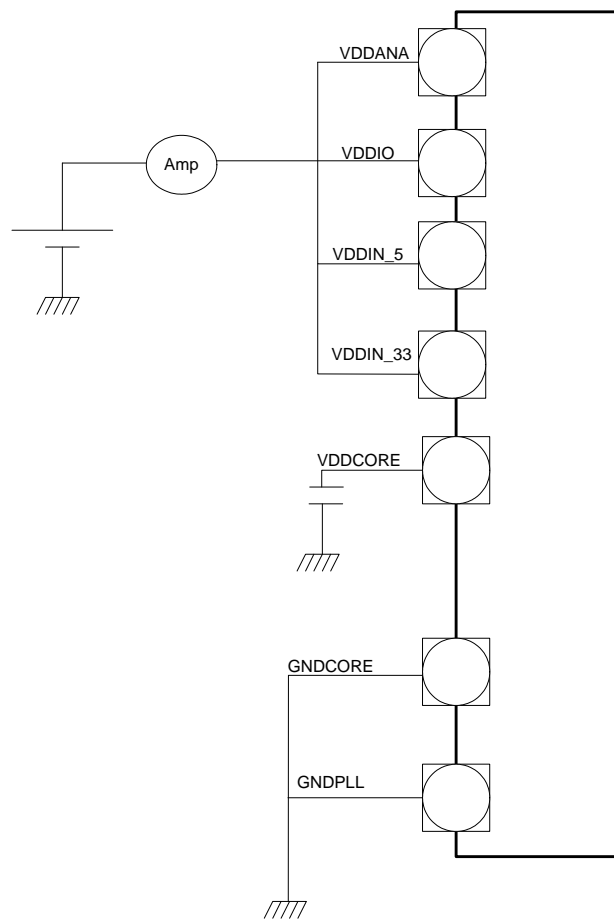 VDDANA
Amp
VDDIO
VDDIN_5
VDDIN_33
VDDCORE
GNDCORE
GNDPLL